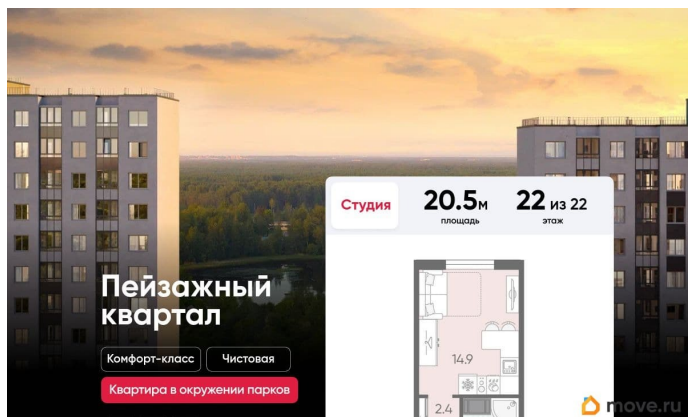 Студия
20.5м
площадь
22 из 22
этаж
Пейзажный
квартал
Комфорт-класс
Чистовая
Квартира в окружении парков
14.9
2.4
move.ru